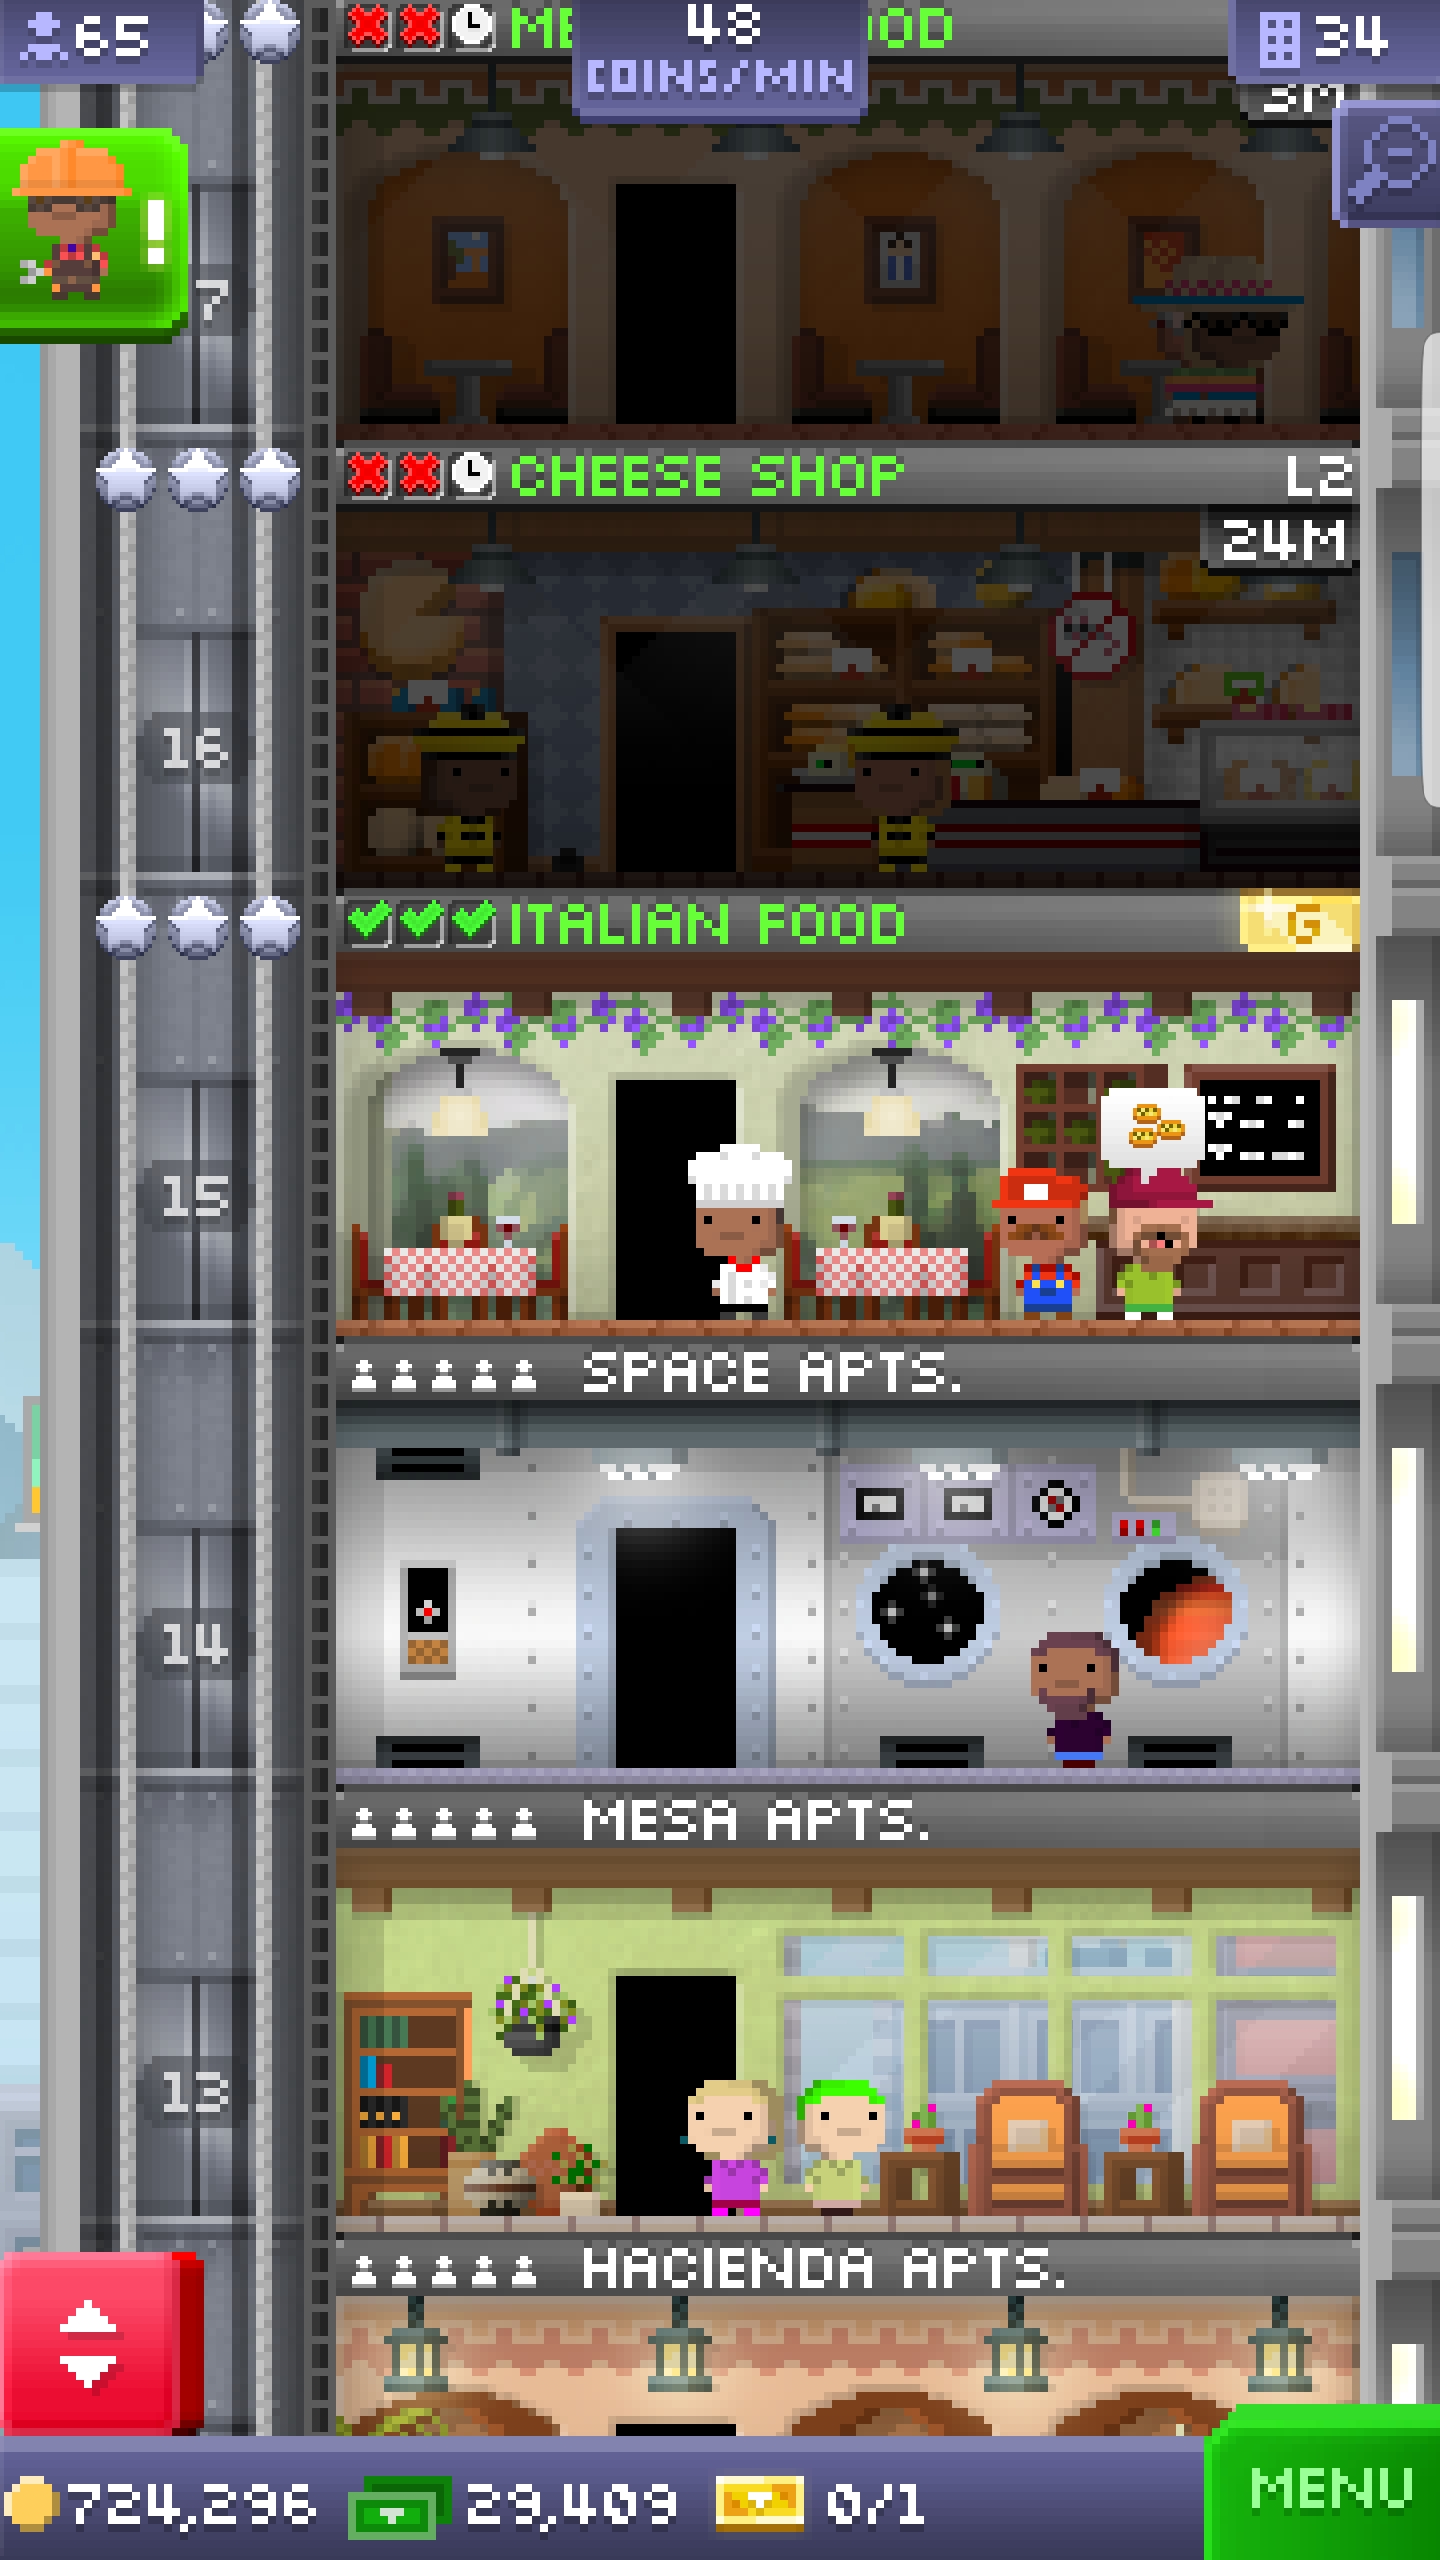 65
48
COINS/MIN
34
3M
7
CHEESE SHOP L2
24M
16
ITALIAN FOOD G
15
SPACE APTS.
14
MESA APTS.
13
HACIENDA APTS.
724,296 29,409 0/1
MENU